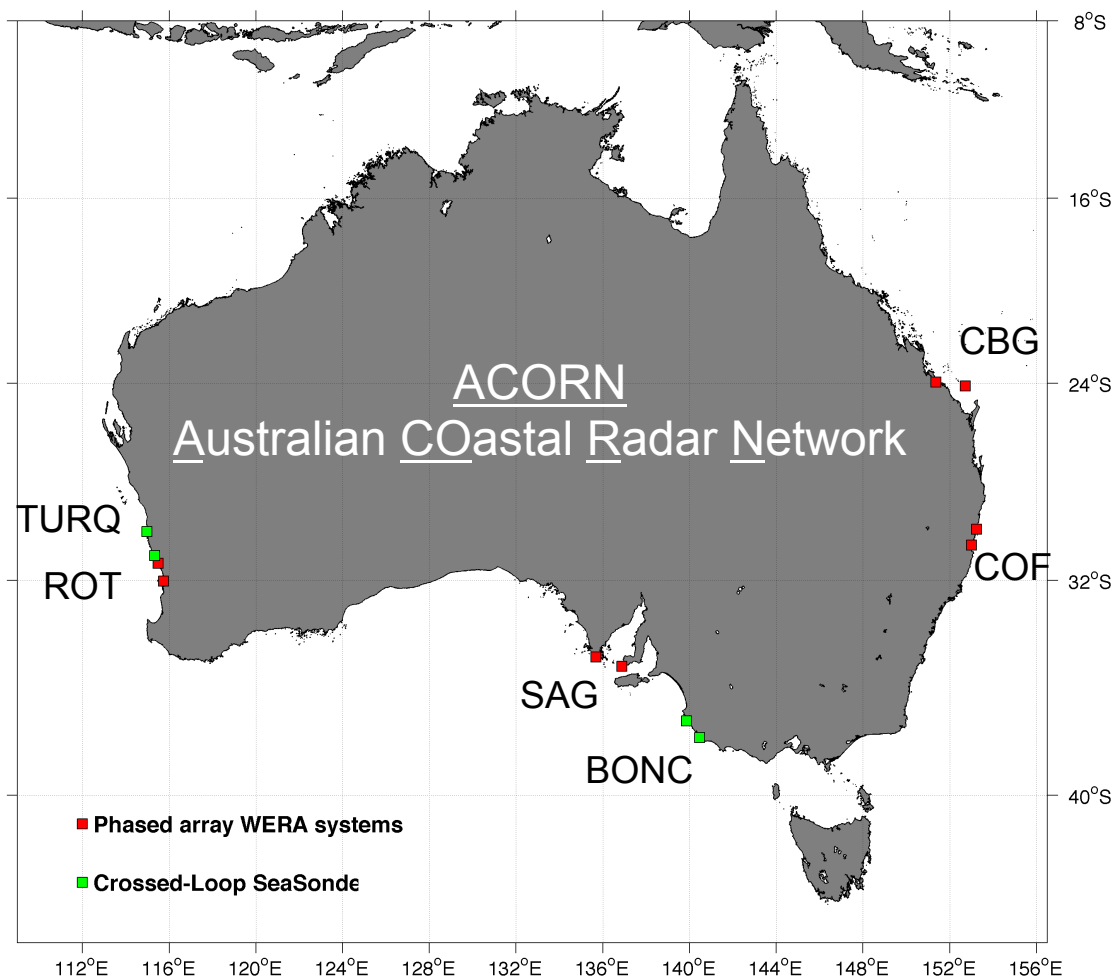 8°S
CBG
16°S
ACORN
24°S
Australian COastal Radar Network
TURQ
COF
ROT
32°S
SAG
BONC
40°S
Phased array WERA systems
Crossed-Loop SeaSonde
112°E 116°E 120°E 124°E 128°E 132°E 136°E 140°E 144°E 148°E 152°E 156°E